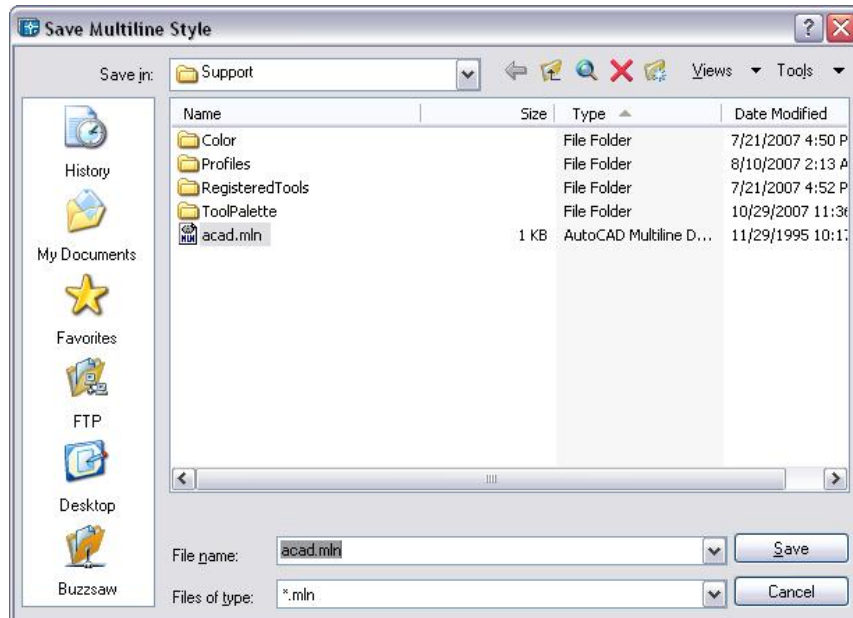 Save Multiline Style
Save in: Support Views Tools
Name Size Type Date Modified
Color File Folder 7/21/2007 4:50 P
Profiles File Folder 8/10/2007 2:13 A
RegisteredTools File Folder 7/21/2007 4:52 P
ToolPalette File Folder 10/29/2007 11:36
acad.mln 1 KB AutoCAD Multiline D... 11/29/1995 10:17
History
My Documents
Favorites
FTP
Desktop
Buzzsaw
File name: acad.mln Save
Files of type: *.mln Cancel